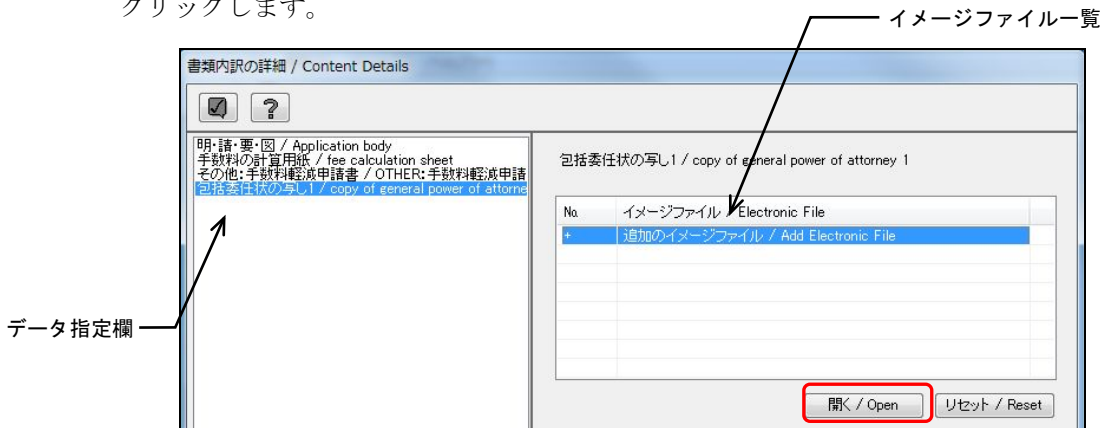 クリックします。
イメージファイル一覧
書類内訳の詳細 / Content Details
?
明・請・要・図 / Application body
手数料の計算用紙 / fee calculation sheet
その他:手数料軽減申請書 / OTHER:手数料軽減申請
包括委任状の写し1 / copy of general power of attorne
包括委任状の写し1 / copy of general power of attorney 1
No. イメージファイル / Electronic File
+ 追加のイメージファイル / Add Electronic File
データ指定欄
開く / Open リセット / Reset